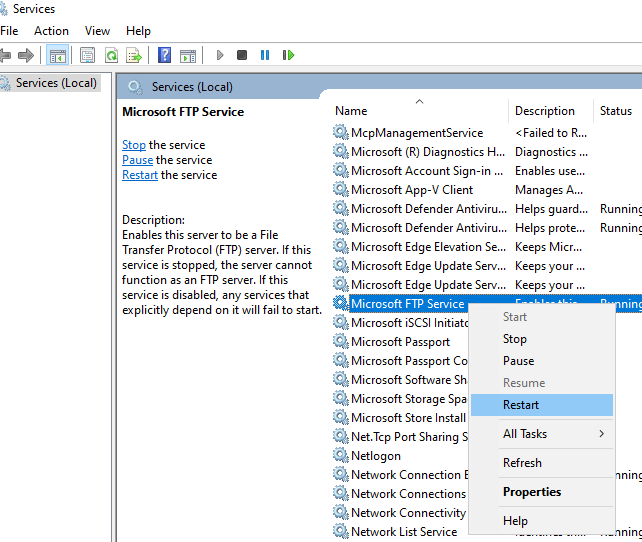 Services
File Action View Help
Services (Local)
Services (Local)
Microsoft FTP Service
Stop the service
Pause the service
Restart the service
Description:
Enables this server to be a File
Transfer Protocol (FTP) server. If this
service is stopped, the server cannot
function as an FTP server. If this
service is disabled, any services that
explicitly depend on it will fail to start.
Name Description Status
McpManagementService <Failed to R...
Microsoft (R) Diagnostics H... Diagnostics ...
Microsoft Account Sign-in ... Enables use...
Microsoft App-V Client Manages A...
Microsoft Defender Antiviru... Helps guard... Running
Microsoft Defender Antiviru... Helps prote... Running
Microsoft Edge Elevation Se... Keeps Micr...
Microsoft Edge Update Serv... Keeps your ...
Microsoft Edge Update Serv... Keeps your ...
Microsoft FTP Service Enables this Running
Microsoft iSCSI Initiato
Microsoft Passport
Microsoft Passport Co
Microsoft Software Sh
Microsoft Storage Spa
Microsoft Store Install
Net.Tcp Port Sharing S
Netlogon
Network Connection B Running
Network Connections
Network Connectivity
Network List Service Running
Start
Stop
Pause
Resume
Restart
All Tasks
Refresh
Properties
Help